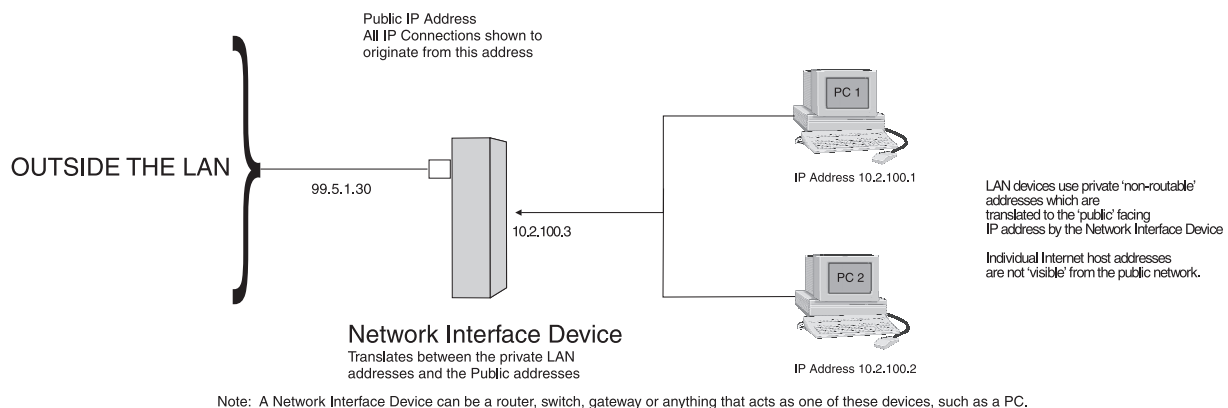 Public IP Address
All IP Connections shown to
originate from this address
OUTSIDE THE LAN
99.5.1.30
10.2.100.3
PC 1
IP Address 10.2.100.1
LAN devices use private 'non-routable'
addresses which are
translated to the 'public' facing
IP address by the Network Interface Device
Individual Internet host addresses
are not 'visible' from the public network.
PC 2
IP Address 10.2.100.2
Network Interface Device
Translates between the private LAN
addresses and the Public addresses
Note: A Network Interface Device can be a router, switch, gateway or anything that acts as one of these devices, such as a PC.